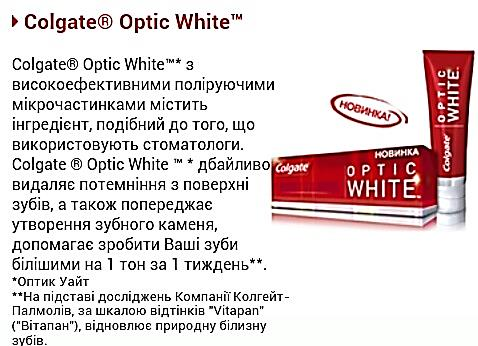 Colgate® Optic White™
Colgate® Optic White™* з
високоефективними поліруючими
мікрочастинками містить
інгредієнт, подібний до того, що
використовують стоматологи.
Colgate ® Optic White ™ * дбайливо
видаляє потемніння з поверхні
зубів, а також попереджає
утворення зубного каменя,
допомагає зробити Ваші зуби
білішими на 1 тон за 1 тиждень**.
*Оптик Уайт
**На підставі досліджень Компанії Колгейт-
Палмолів, за шкалою відтінків "Vitapan"
("Вітапан"), відновлює природну білизну
зубів.
НОВИНКА!
НОВИНКА
Colgate
OPTIC
WHITE
Colgate
OPTIC
WHITE